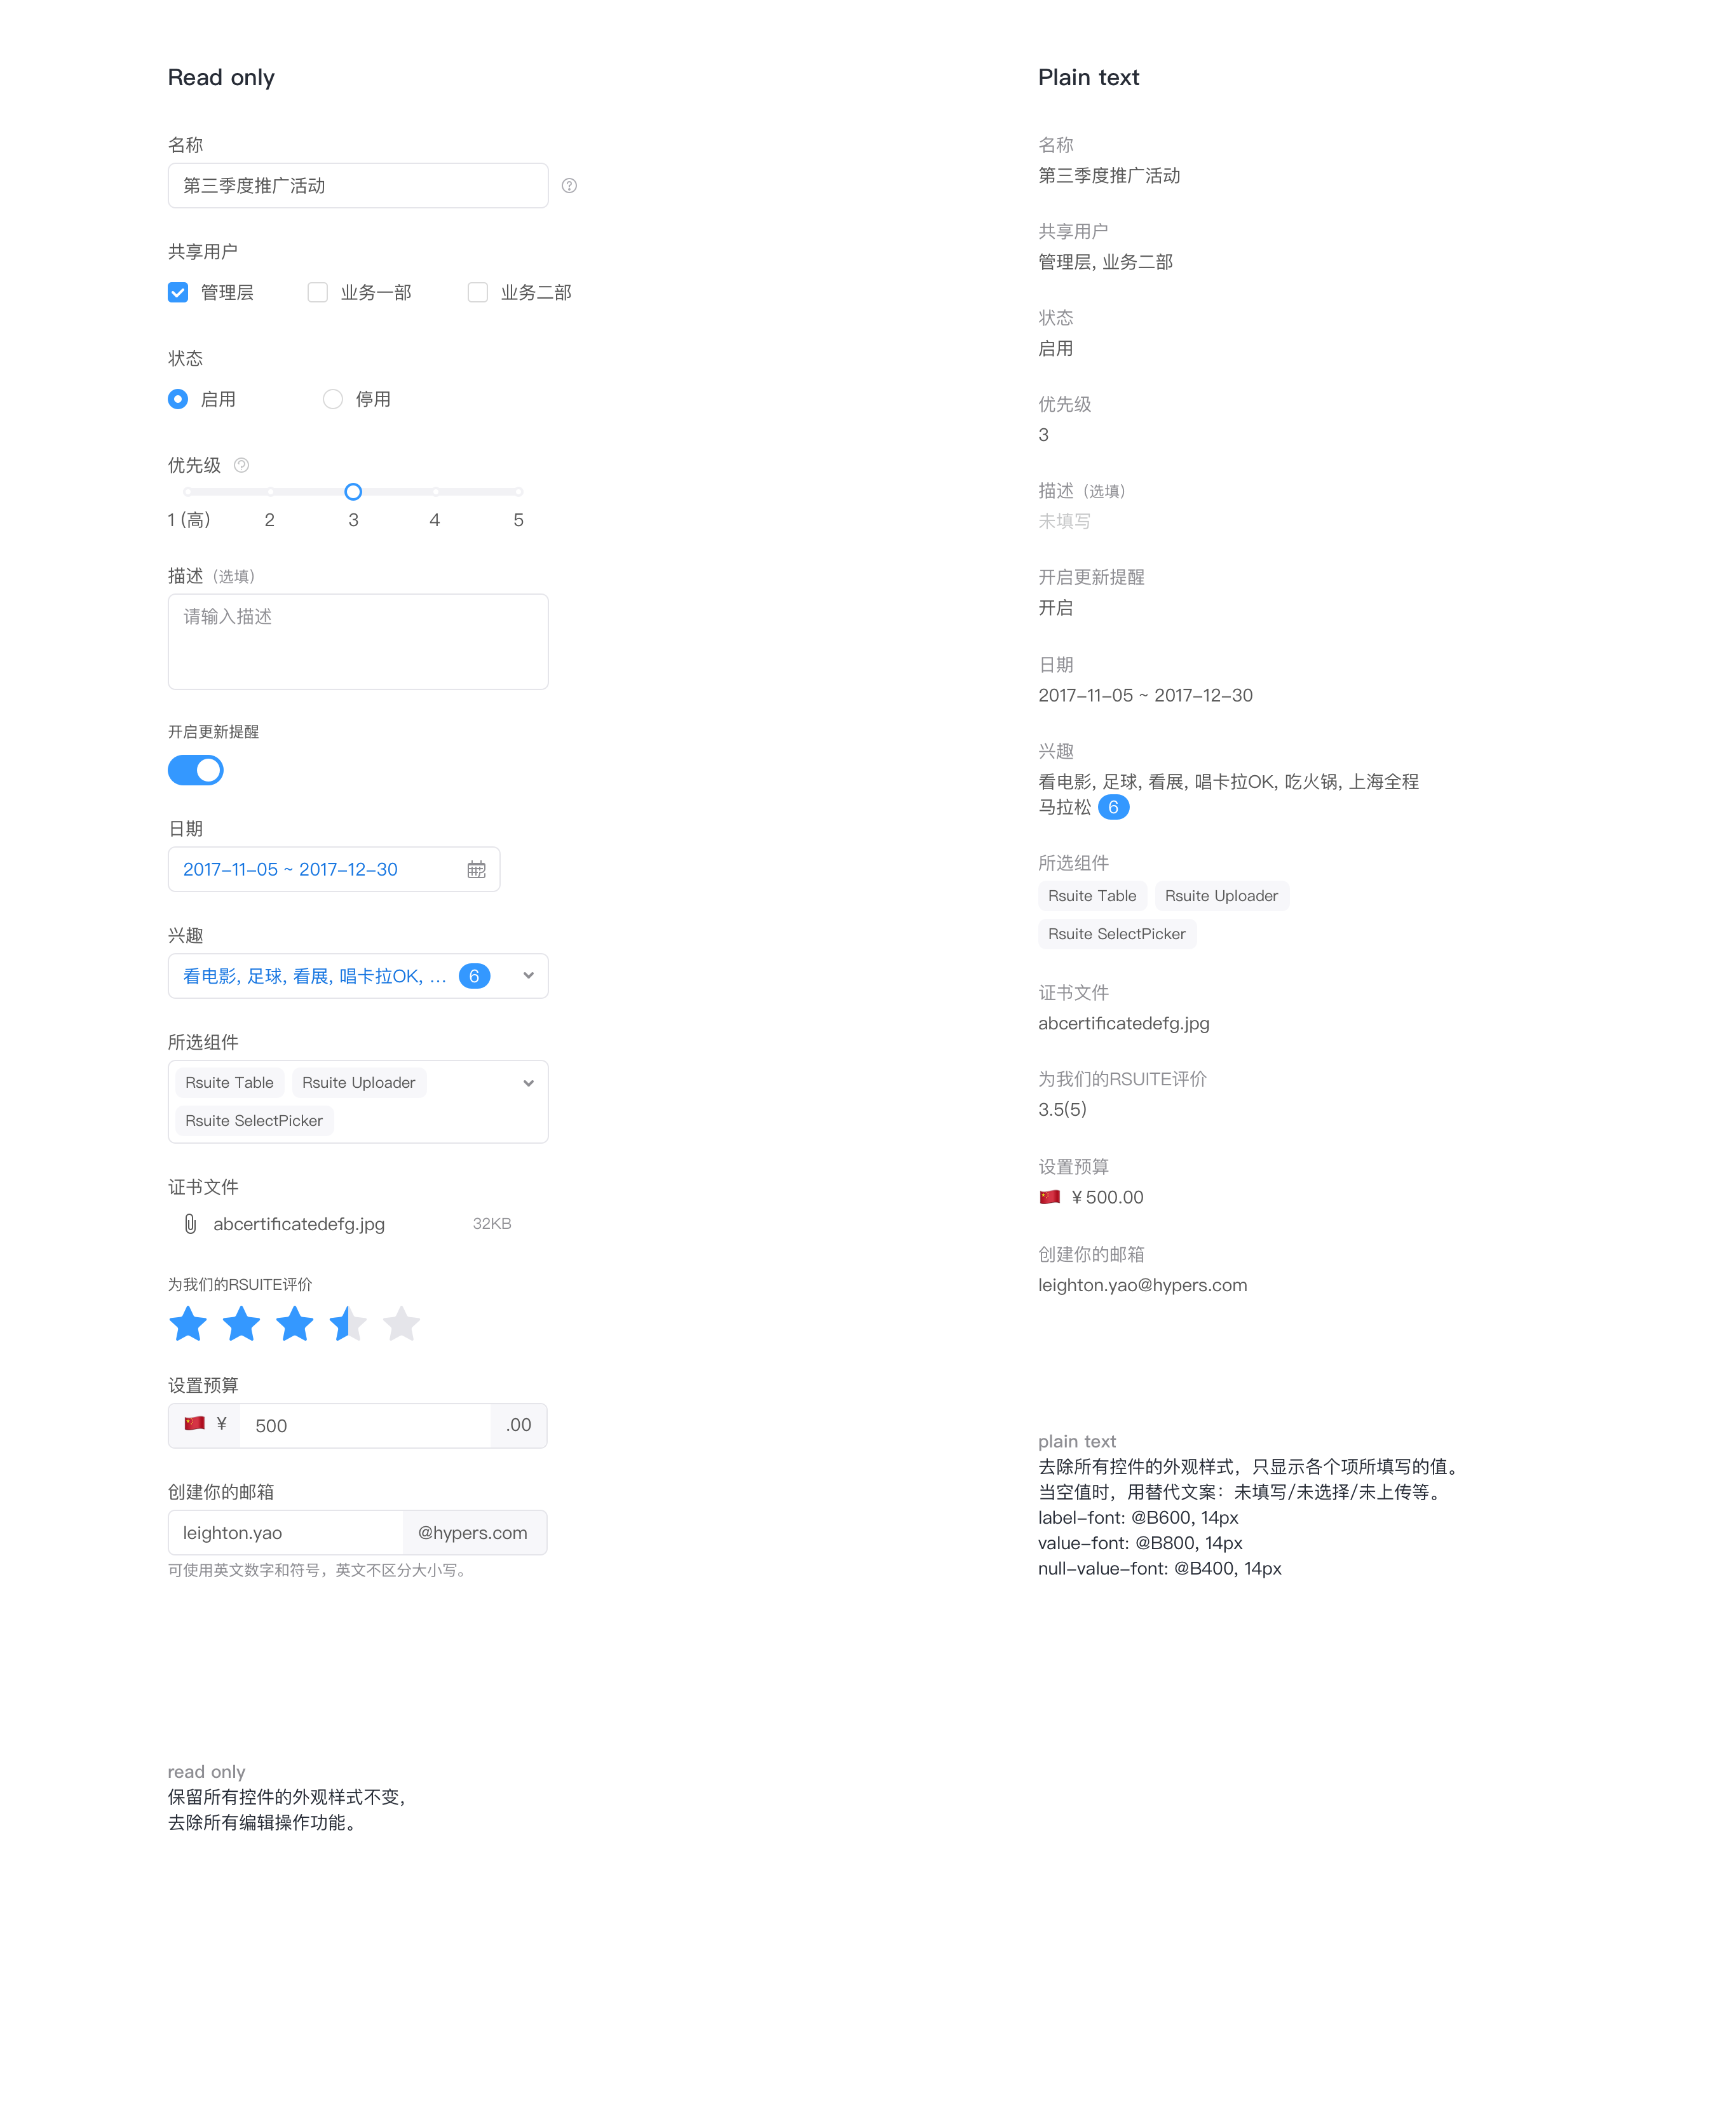 Read only
名称
第三季度推广活动
共享用户
管理层 业务一部 业务二部
状态
启用 停用
优先级
1 (高) 2 3 4 5
描述（选填）
请输入描述
开启更新提醒
日期
2017-11-05 ~ 2017-12-30
兴趣
看电影, 足球, 看展, 唱卡拉OK, ... 6
所选组件
Rsuite Table Rsuite Uploader
Rsuite SelectPicker
证书文件
abcertificatedefg.jpg 32KB
为我们的RSUITE评价
设置预算
¥ 500 .00
创建你的邮箱
leighton.yao @hypers.com
可使用英文数字和符号，英文不区分大小写。
read only
保留所有控件的外观样式不变，
去除所有编辑操作功能。
Plain text
名称
第三季度推广活动
共享用户
管理层, 业务二部
状态
启用
优先级
3
描述（选填）
未填写
开启更新提醒
开启
日期
2017-11-05 ~ 2017-12-30
兴趣
看电影, 足球, 看展, 唱卡拉OK, 吃火锅, 上海全程
马拉松 6
所选组件
Rsuite Table Rsuite Uploader
Rsuite SelectPicker
证书文件
abcertificatedefg.jpg
为我们的RSUITE评价
3.5(5)
设置预算
¥ 500.00
创建你的邮箱
leighton.yao@hypers.com
plain text
去除所有控件的外观样式，只显示各个项所填写的值。
当空值时，用替代文案：未填写/未选择/未上传等。
label-font: @B600, 14px
value-font: @B800, 14px
null-value-font: @B400, 14px